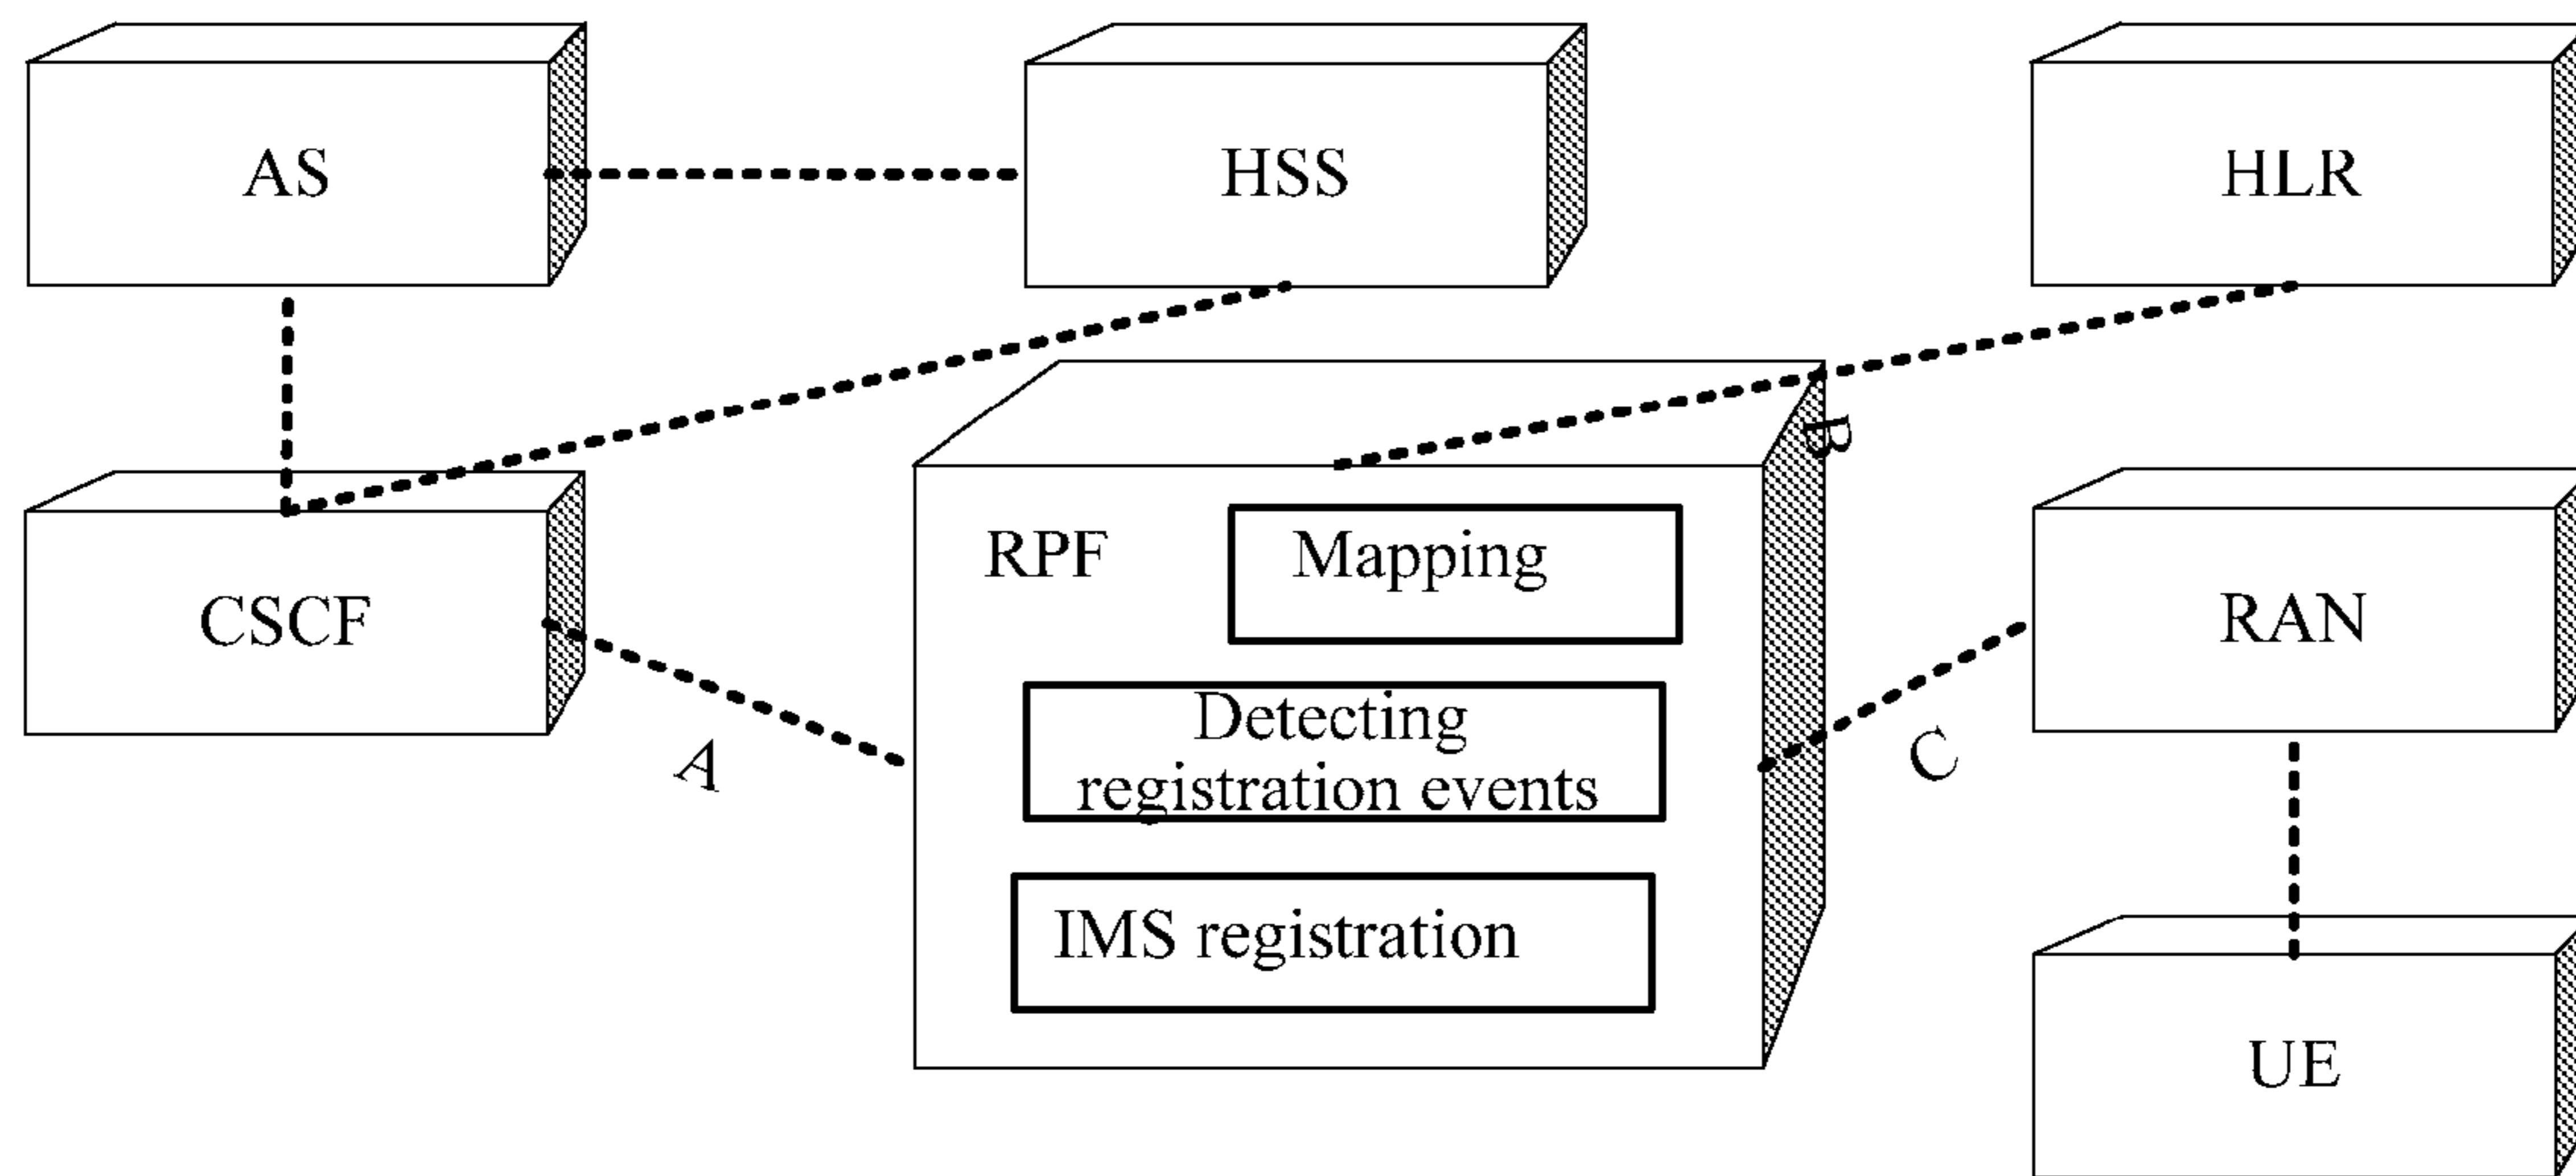 AS
HSS
HLR
B
RPF
Mapping
CSCF
RAN
Detecting
registration events
A
C
IMS registration
UE